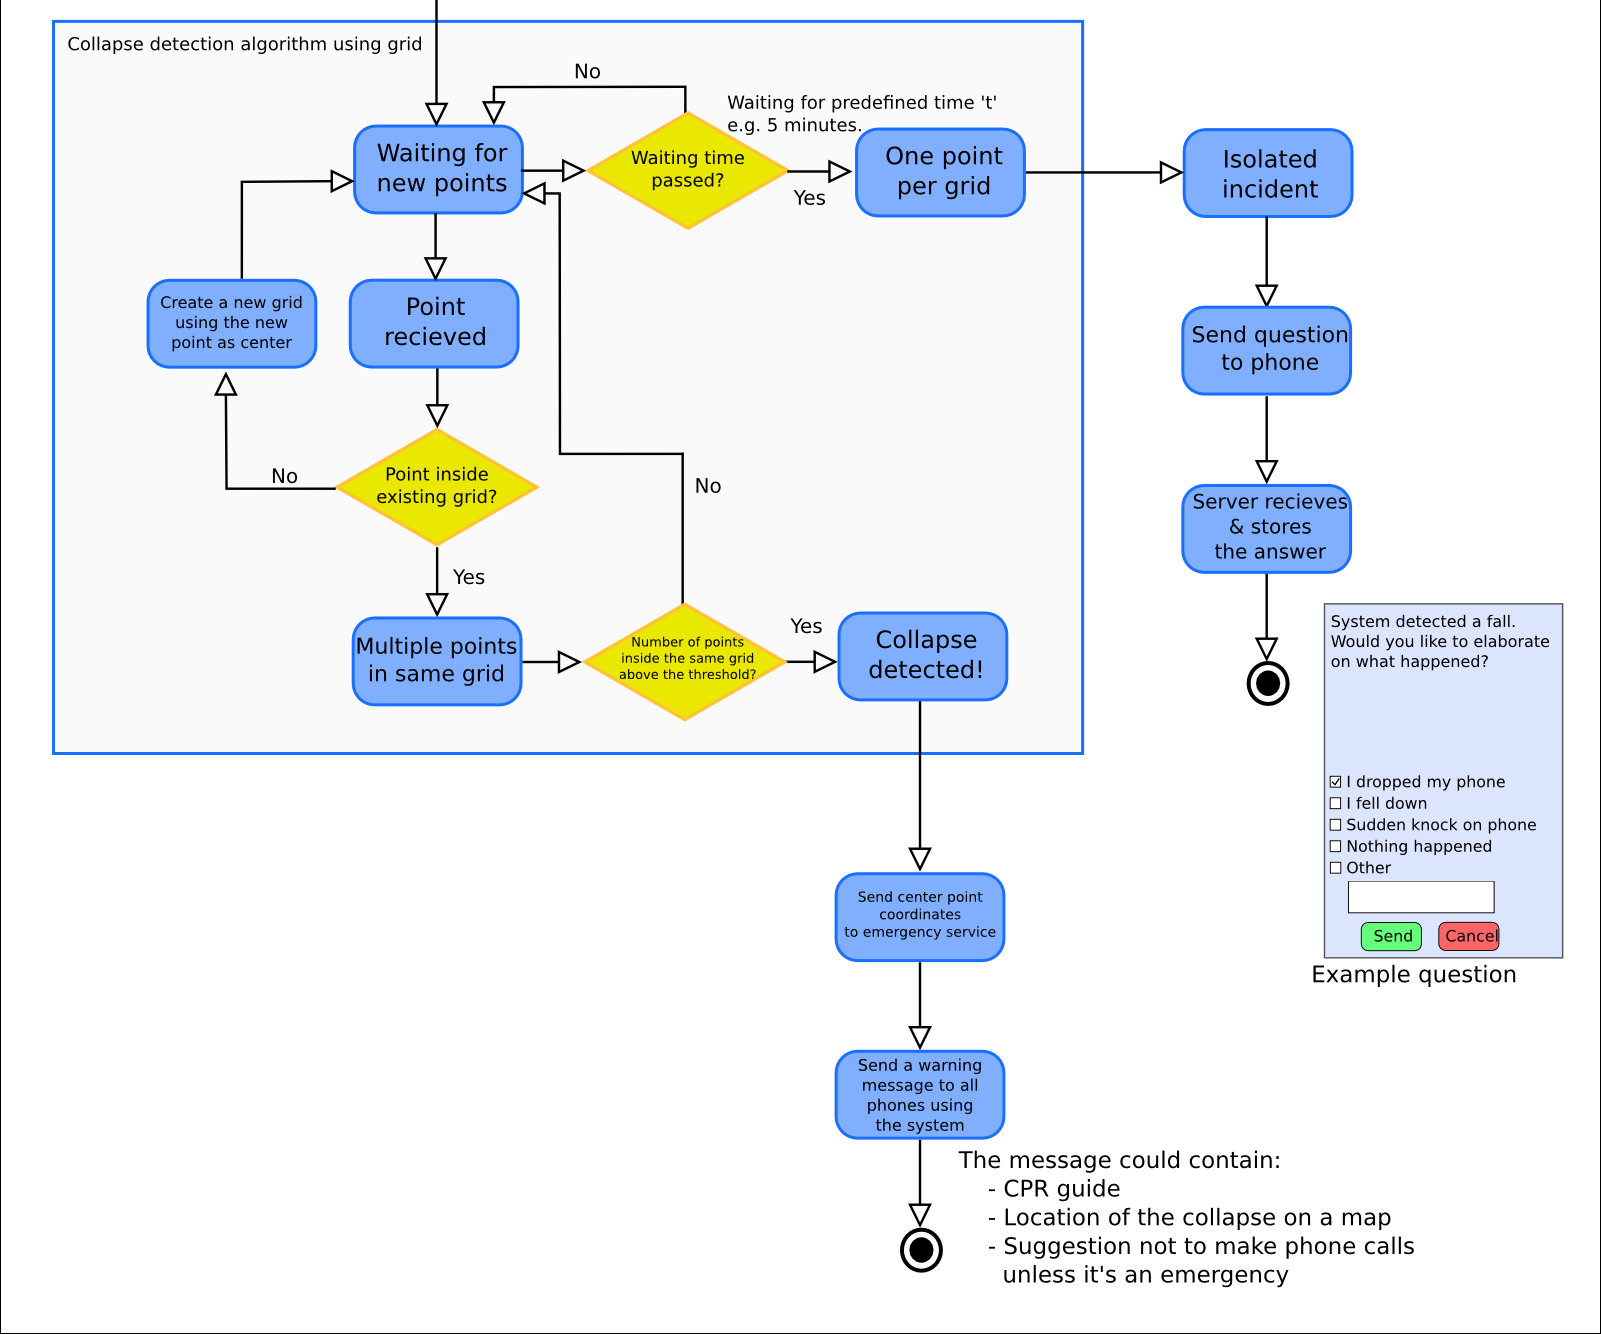 Collapse detection algorithm using grid
No
Waiting for predefined time 't'
e.g. 5 minutes.
Waiting for
new points
Waiting time
passed?
Yes
One point
per grid
Isolated
incident
Create a new grid
using the new
point as center
Point
recieved
Send question
to phone
No
Point inside
existing grid?
No
Server recieves
& stores
the answer
Yes
Multiple points
in same grid
Number of points
inside the same grid
above the threshold?
Yes
Collapse
detected!
System detected a fall.
Would you like to elaborate
on what happened?
I dropped my phone
I fell down
Sudden knock on phone
Nothing happened
Other
Send
Cancel
Example question
Send center point
coordinates
to emergency service
Send a warning
message to all
phones using
the system
The message could contain:
- CPR guide
- Location of the collapse on a map
- Suggestion not to make phone calls
unless it's an emergency